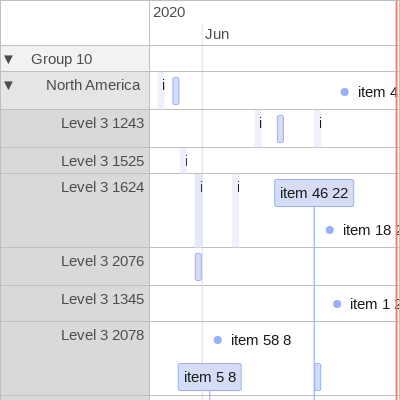 2020
Jun
▼ Group 10
▼ North America i item 4
Level 3 1243 i i
Level 3 1525 i
Level 3 1624 i i item 46 22
item 18
Level 3 2076
Level 3 1345 item 1
Level 3 2078 item 58 8
item 5 8